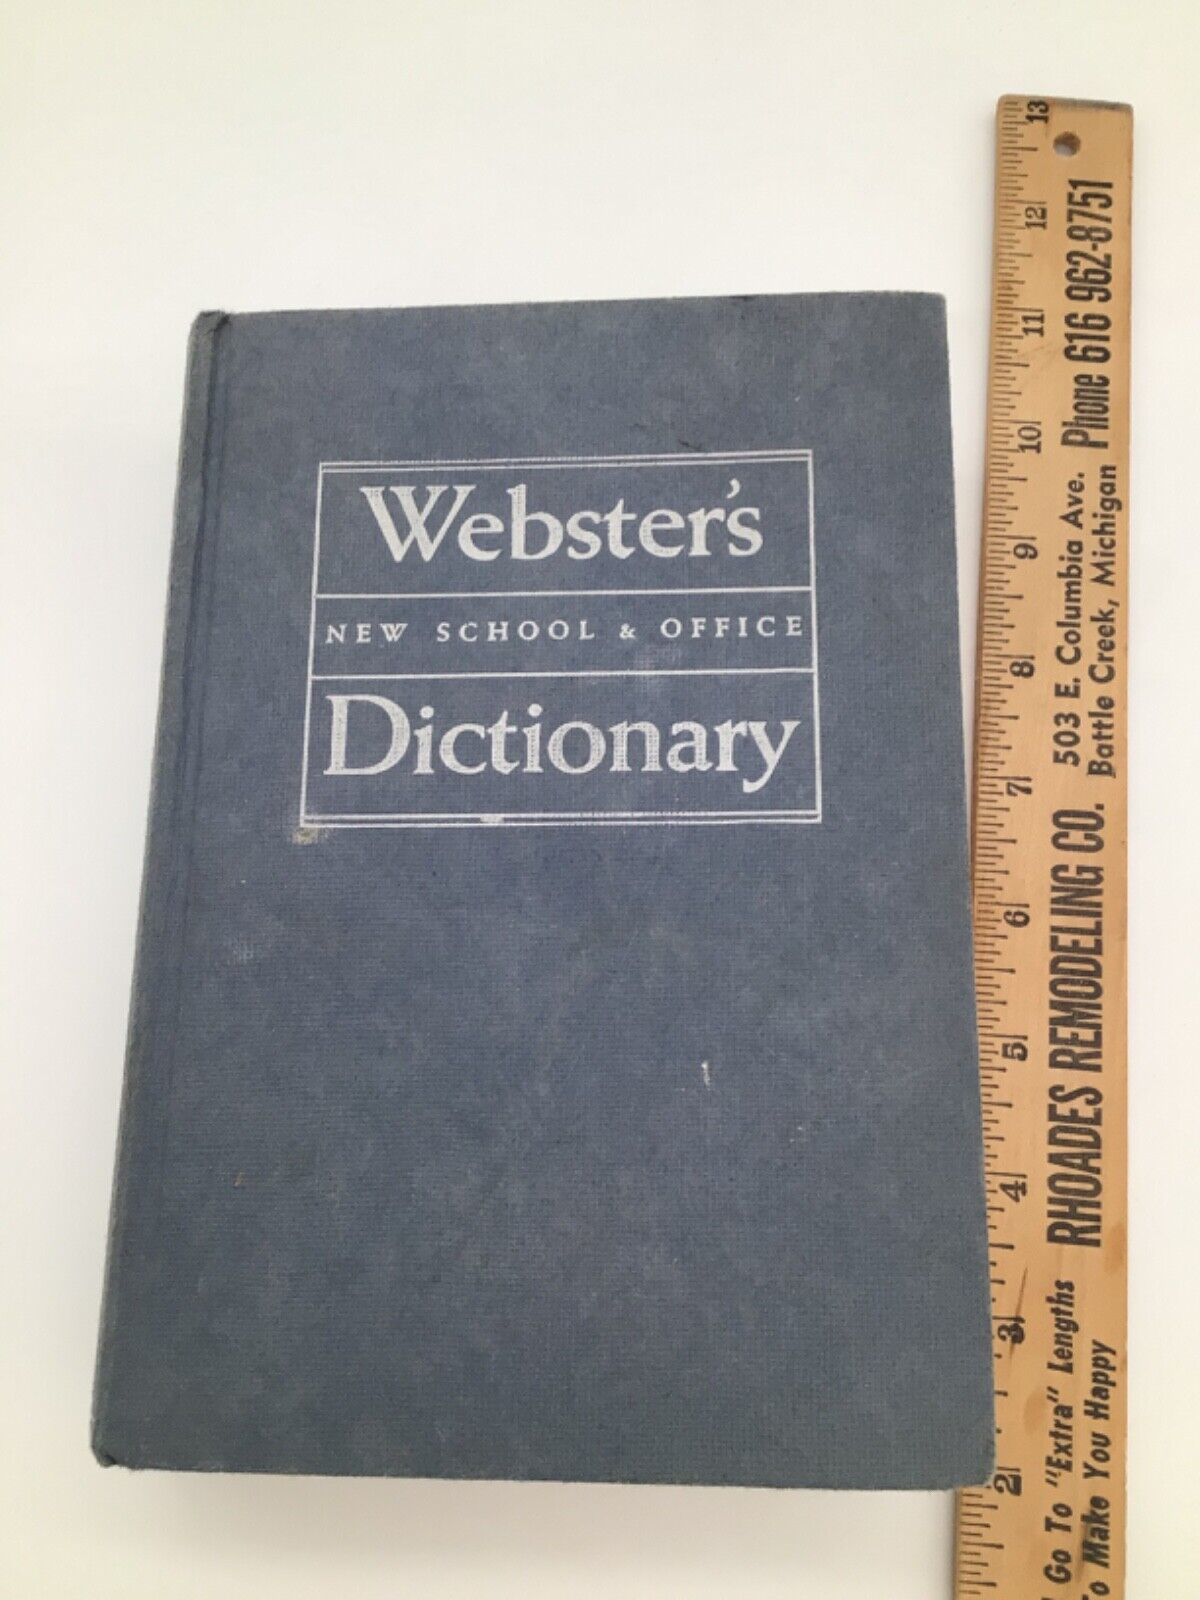 Webster's
NEW SCHOOL & OFFICE
Dictionary
13
12
11
10
9
8
7
6
5
4
3
2
Go To "Extra" Lengths
To Make You Happy
RHOADES REMODELING CO.
503 E. Columbia Ave.
Battle Creek, Michigan
Phone 616 962-8751